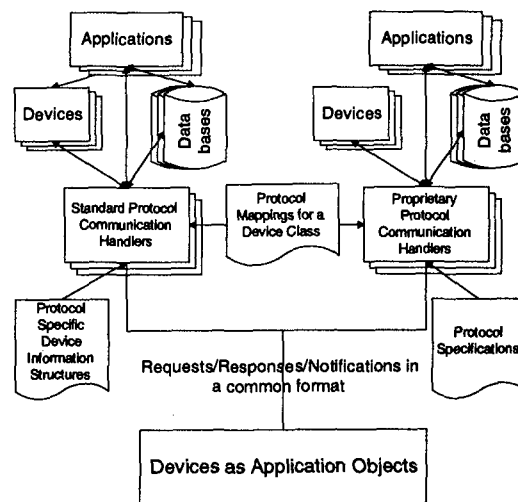 Applications
Applications
Devices
Data
bases
Devices
Data
bases
Standard Protocol
Communication
Handlers
Protocol
Mappings for a
Device Class
Proprietary
Protocol
Communication
Handlers
Protocol
Specific
Device
Information
Structures
Protocol
Specifications
Requests/Responses/Notifications in
a common format
Devices as Application Objects